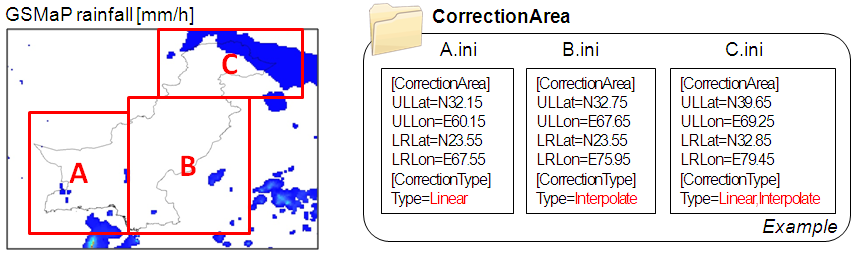 GSMaP rainfall [mm/h]
A
B
C
CorrectionArea
A.ini
[CorrectionArea]
ULLat=N32.15
ULLon=E60.15
LRLat=N23.55
LRLon=E67.55
[CorrectionType]
Type=Linear
B.ini
[CorrectionArea]
ULLat=N32.75
ULLon=E67.65
LRLat=N23.55
LRLon=E75.95
[CorrectionType]
Type=Interpolate
C.ini
[CorrectionArea]
ULLat=N39.65
ULLon=E69.25
LRLat=N32.85
LRLon=E79.45
[CorrectionType]
Type=Linear,Interpolate
Example